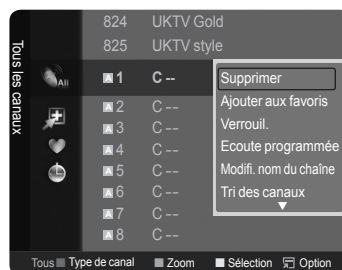 824 UKTV Gold
825 UKTV style
Tous les canaux
All
A 1 C --
A 2 C --
A 3 C --
A 4 C --
A 5 C --
A 6 C --
A 7 C --
A 8 C --
Supprimer
Ajouter aux favoris
Verrouil.
Ecoute programmée
Modifi. nom du chaîne
Tri des canaux
Tous Type de canal Zoom Sélection Option